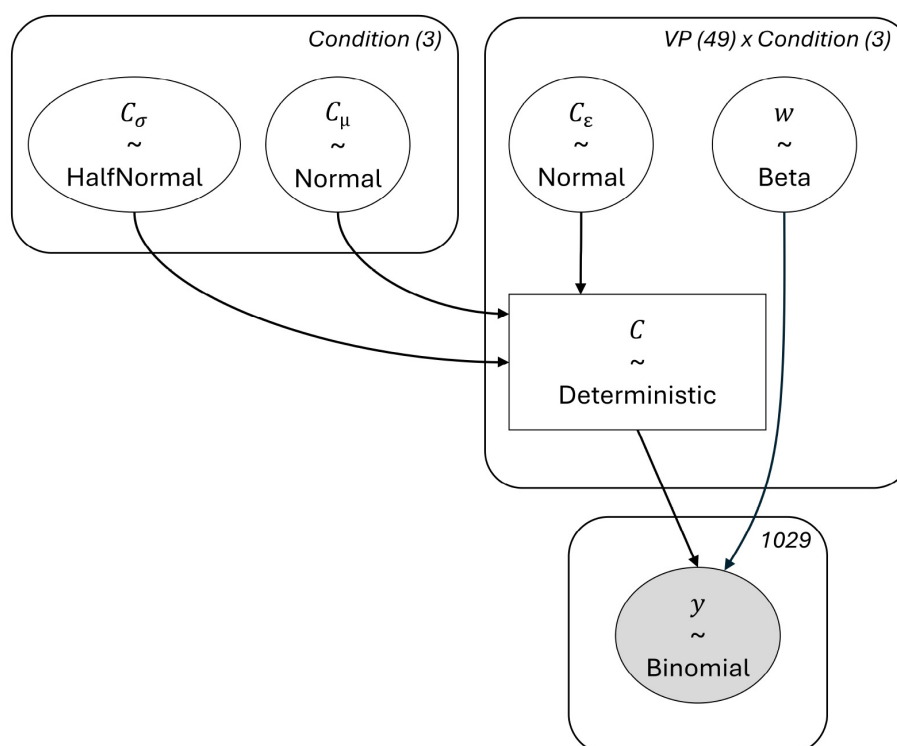 Condition (3)
C_σ
~
HalfNormal
C_μ
~
Normal
VP (49) x Condition (3)
C_ε
~
Normal
w
~
Beta
C
~
Deterministic
1029
y
~
Binomial